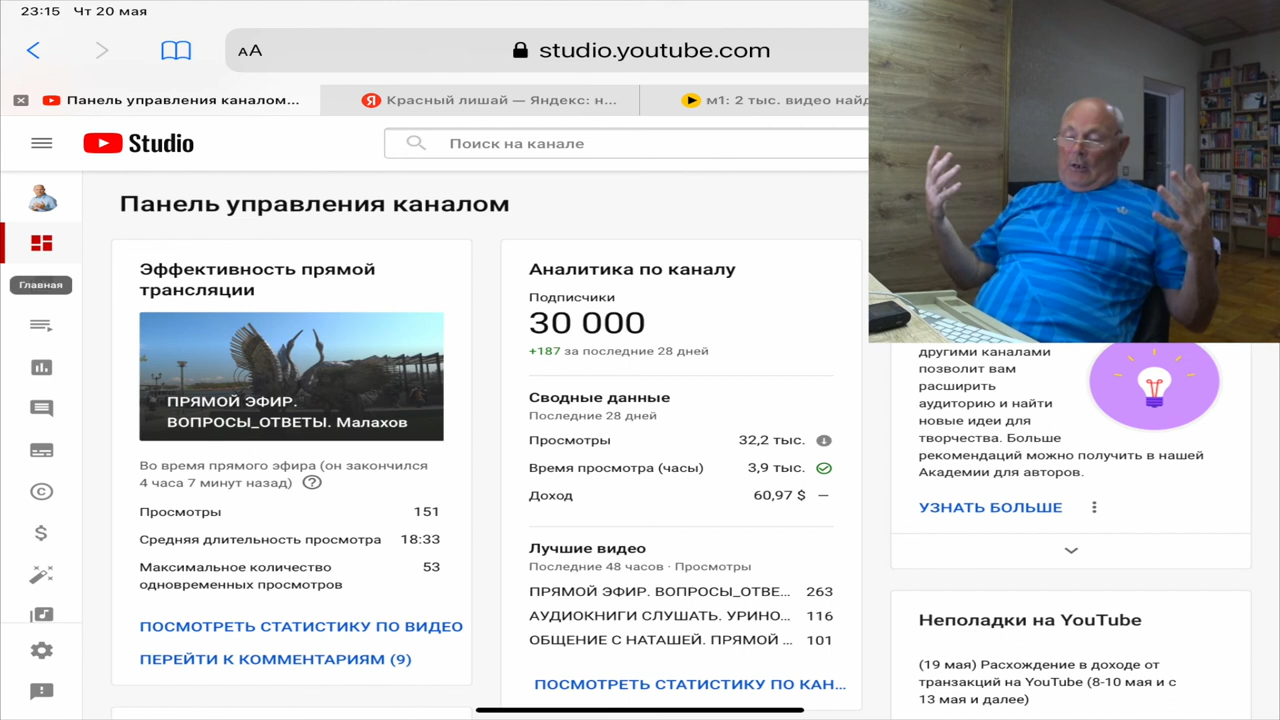 23:15 Чт 20 мая
AA
studio.youtube.com
Панель управления каналом...
Красный лишай — Яндекс: н...
м1: 2 тыс. видео найд
Studio
Поиск на канале
Панель управления каналом
Главная
Эффективность прямой
трансляции
ПРЯМОЙ ЭФИР.
ВОПРОСЫ_ОТВЕТЫ. Малахов
Во время прямого эфира (он закончился
4 часа 7 минут назад)
Просмотры 151
Средняя длительность просмотра 18:33
Максимальное количество 53
одновременных просмотров
ПОСМОТРЕТЬ СТАТИСТИКУ ПО ВИДЕО
ПЕРЕЙТИ К КОММЕНТАРИЯМ (9)
Аналитика по каналу
Подписчики
30 000
+187 за последние 28 дней
Сводные данные
Последние 28 дней
Просмотры 32,2 тыс.
Время просмотра (часы) 3,9 тыс.
Доход 60,97 $ —
Лучшие видео
Последние 48 часов · Просмотры
ПРЯМОЙ ЭФИР. ВОПРОСЫ_ОТВЕ... 263
АУДИОКНИГИ СЛУШАТЬ. УРИНО... 116
ОБЩЕНИЕ С НАТАШЕЙ. ПРЯМОЙ ... 101
ПОСМОТРЕТЬ СТАТИСТИКУ ПО КАН...
другими каналами
позволит вам
расширить
аудиторию и найти
новые идеи для
творчества. Больше
рекомендаций можно получить в нашей
Академии для авторов.
УЗНАТЬ БОЛЬШЕ
Неполадки на YouTube
(19 мая) Расхождение в доходе от
транзакций на YouTube (8-10 мая и с
13 мая и далее)